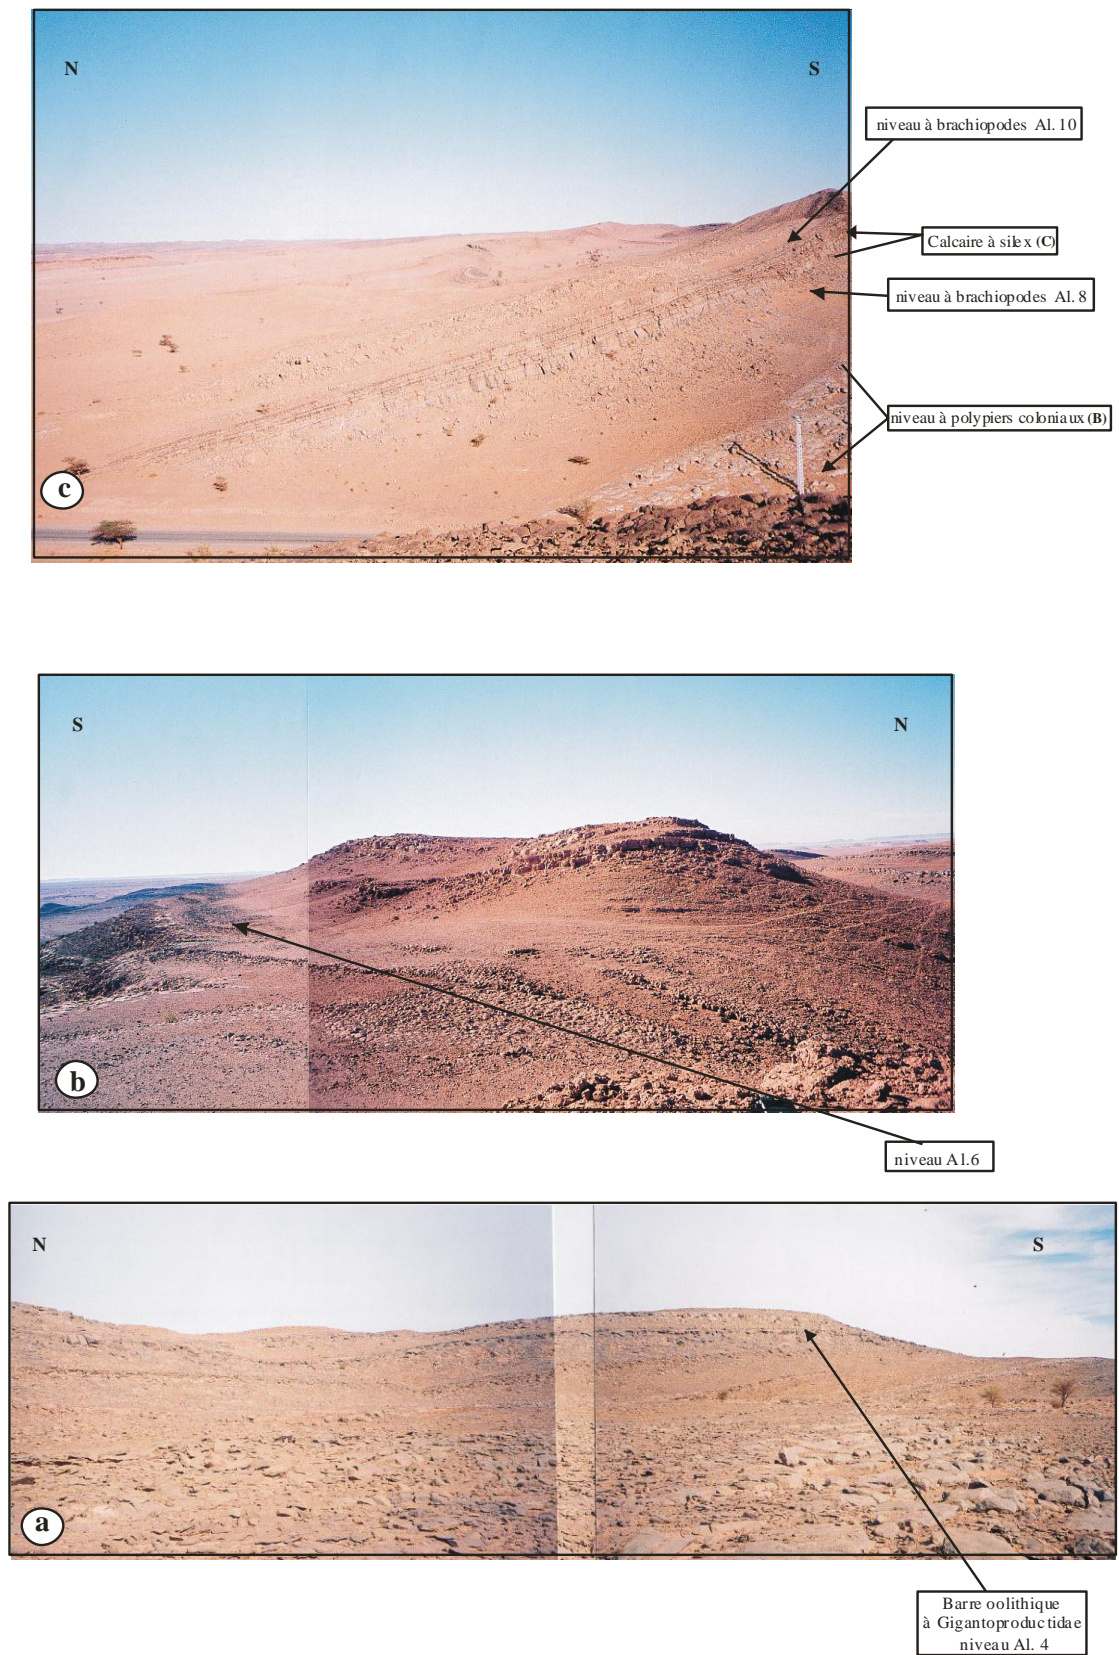 N
S
niveau à brachiopodes Al. 10
Calcaire à silex (C)
niveau à brachiopodes Al. 8
niveau à polypiers coloniaux (B)
c
S
N
b
niveau Al.6
N
S
a
Barre oolithique
à Gigantoproductidae
niveau Al. 4